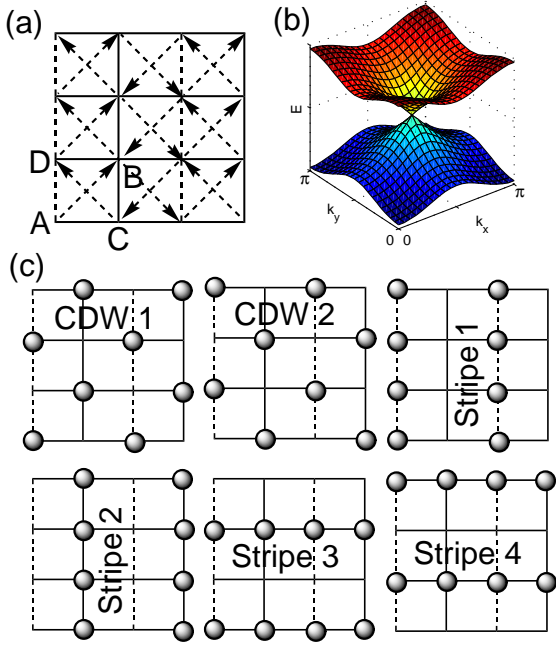 (a)
D
B
A
C
(b)
E
π
k_y
0 0
k_x
π
(c)
CDW 1
CDW 2
Stripe 1
Stripe 2
Stripe 3
Stripe 4